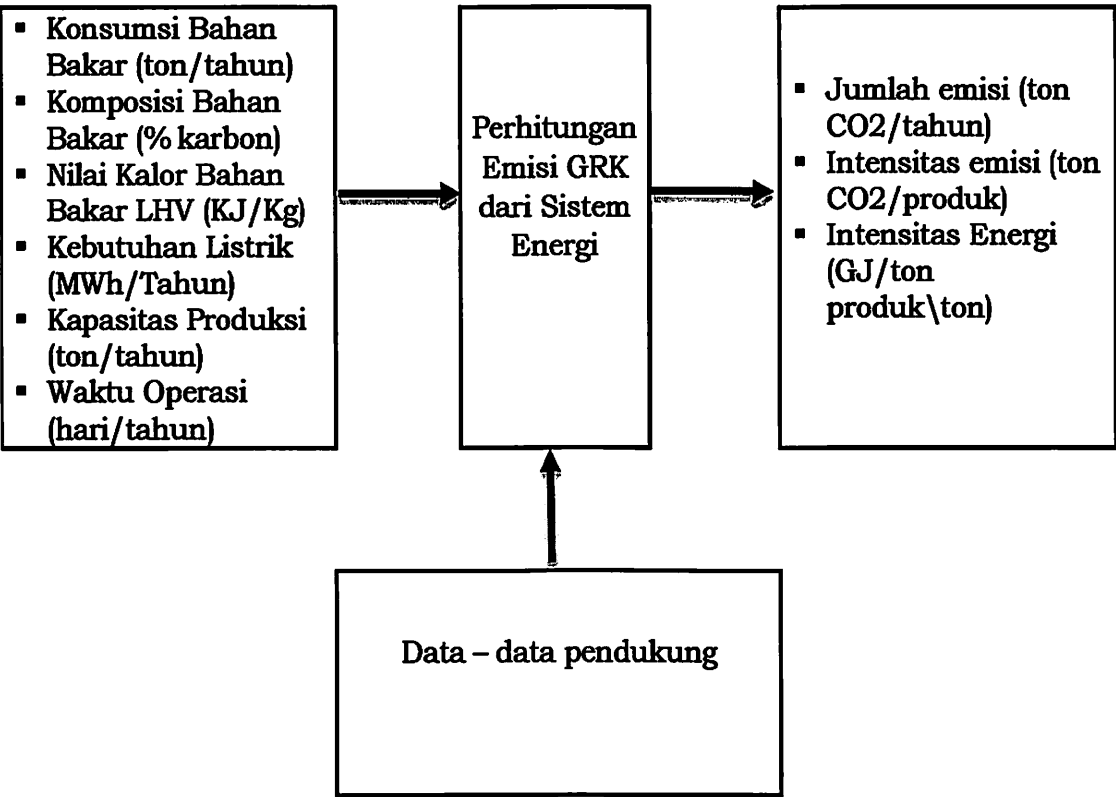 ▪ Konsumsi Bahan
Bakar (ton/tahun)
▪ Komposisi Bahan
Bakar (% karbon)
▪ Nilai Kalor Bahan
Bakar LHV (KJ/Kg)
▪ Kebutuhan Listrik
(MWh/Tahun)
▪ Kapasitas Produksi
(ton/tahun)
▪ Waktu Operasi
(hari/tahun)
Perhitungan
Emisi GRK
dari Sistem
Energi
▪ Jumlah emisi (ton
CO2/tahun)
▪ Intensitas emisi (ton
CO2/produk)
▪ Intensitas Energi
(GJ/ton
produk\ton)
Data – data pendukung